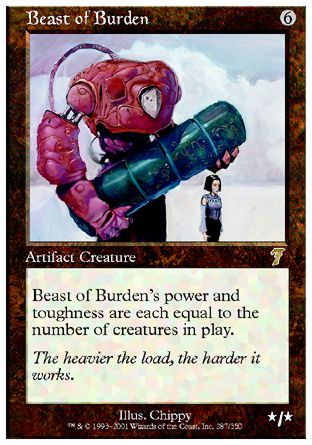 Beast of Burden 6
Artifact Creature 7
Beast of Burden's power and
toughness are each equal to the
number of creatures in play.
The heavier the load, the harder it
works.
Illus. Chippy
™ & © 1993-2001 Wizards of the Coast, Inc. 287/350
★/★